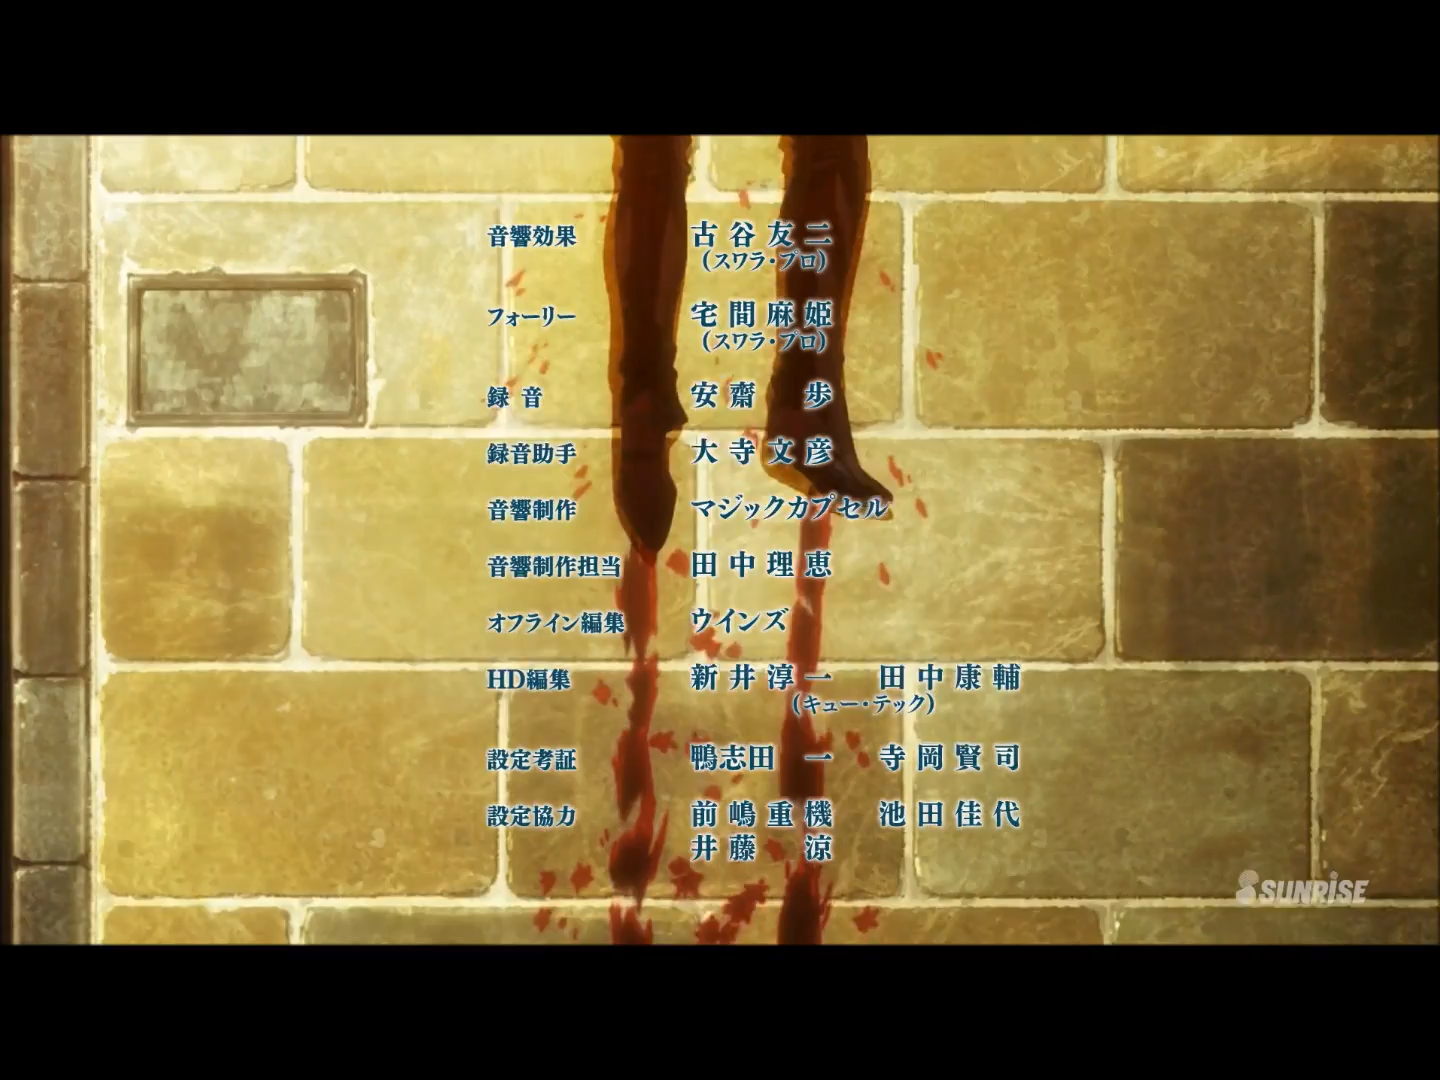 音響効果 古谷友二
(スワラ・プロ)
フォーリー 宅間麻姫
(スワラ・プロ)
録音 安齋 歩
録音助手 大寺文彦
音響制作 マジックカプセル
音響制作担当 田中理恵
オフライン編集 ウインズ
HD編集 新井淳一 田中康輔
(キュー・テック)
設定考証 鴨志田 一 寺岡賢司
設定協力 前嶋重機 池田佳代
井藤 涼
SUNRiSE